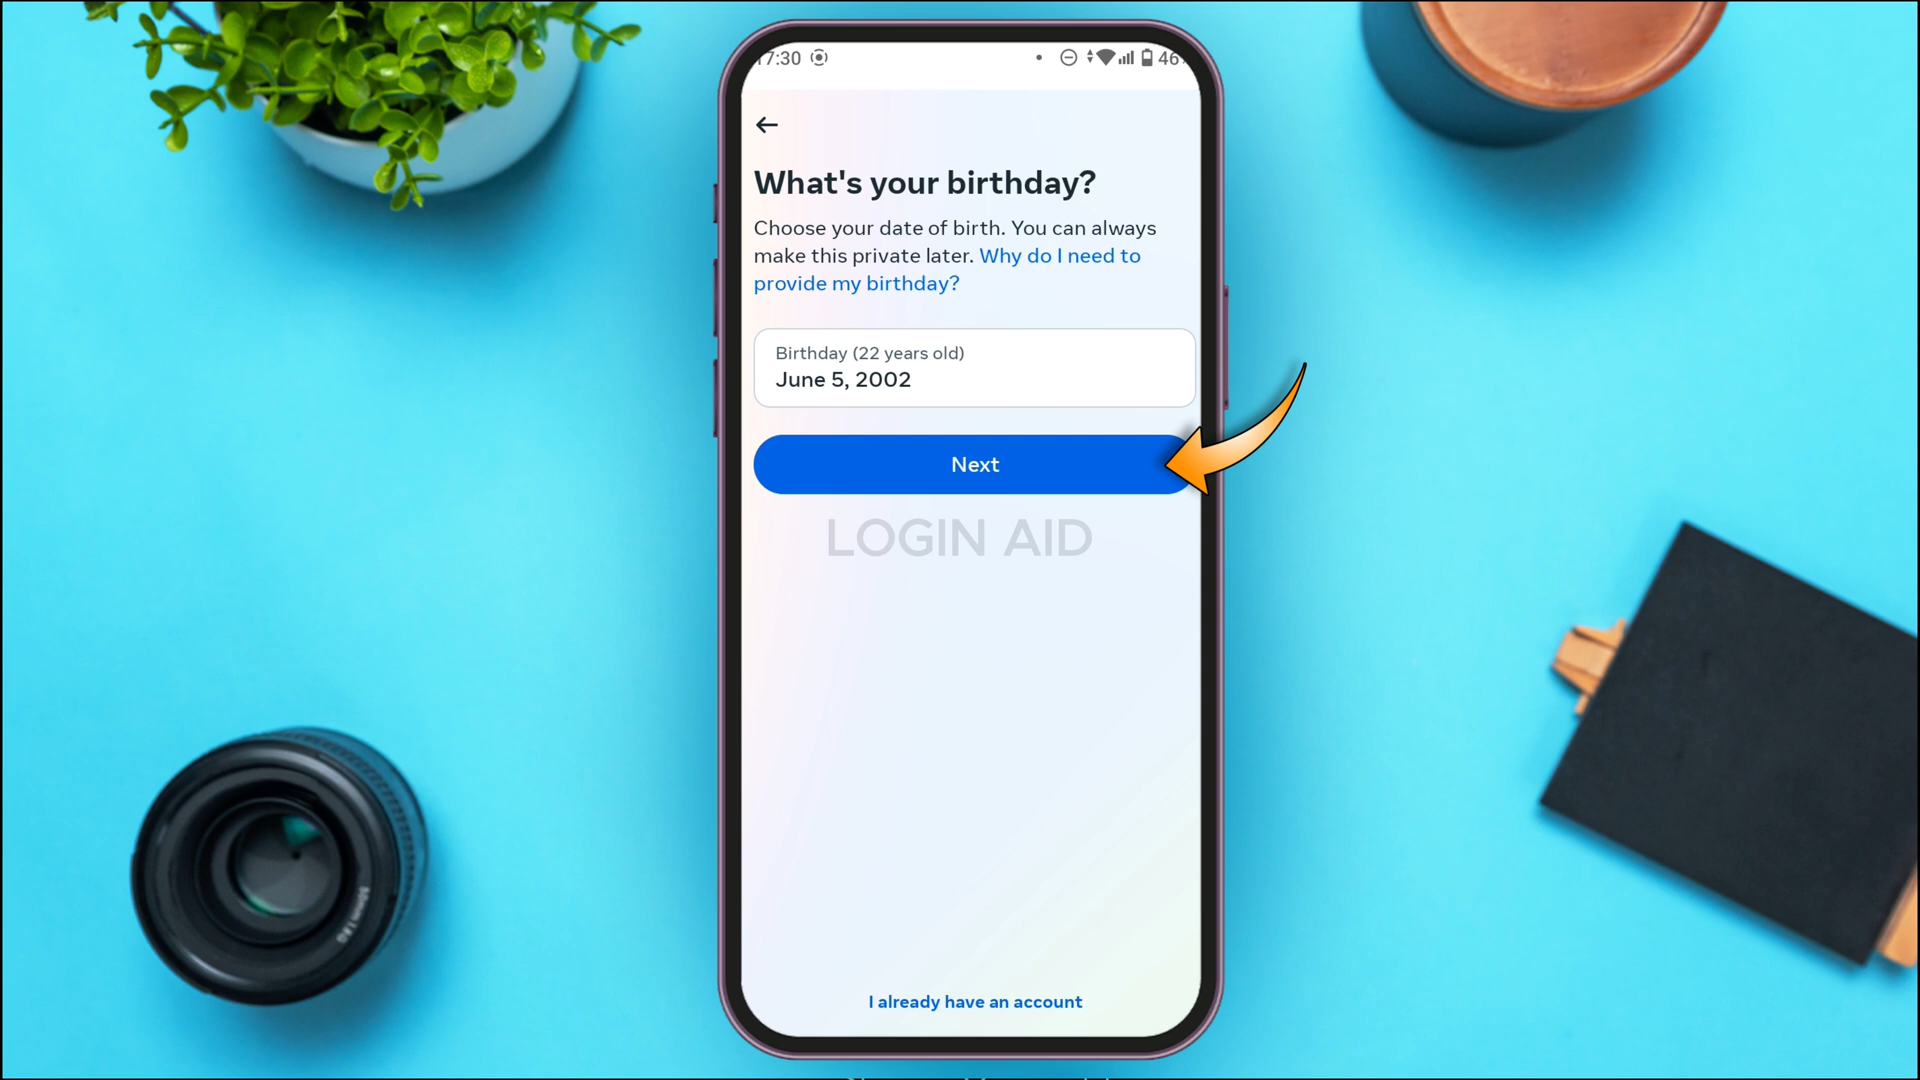 17:30 46
What's your birthday?
Choose your date of birth. You can always
make this private later. Why do I need to
provide my birthday?
Birthday (22 years old)
June 5, 2002
Next
LOGIN AID
I already have an account